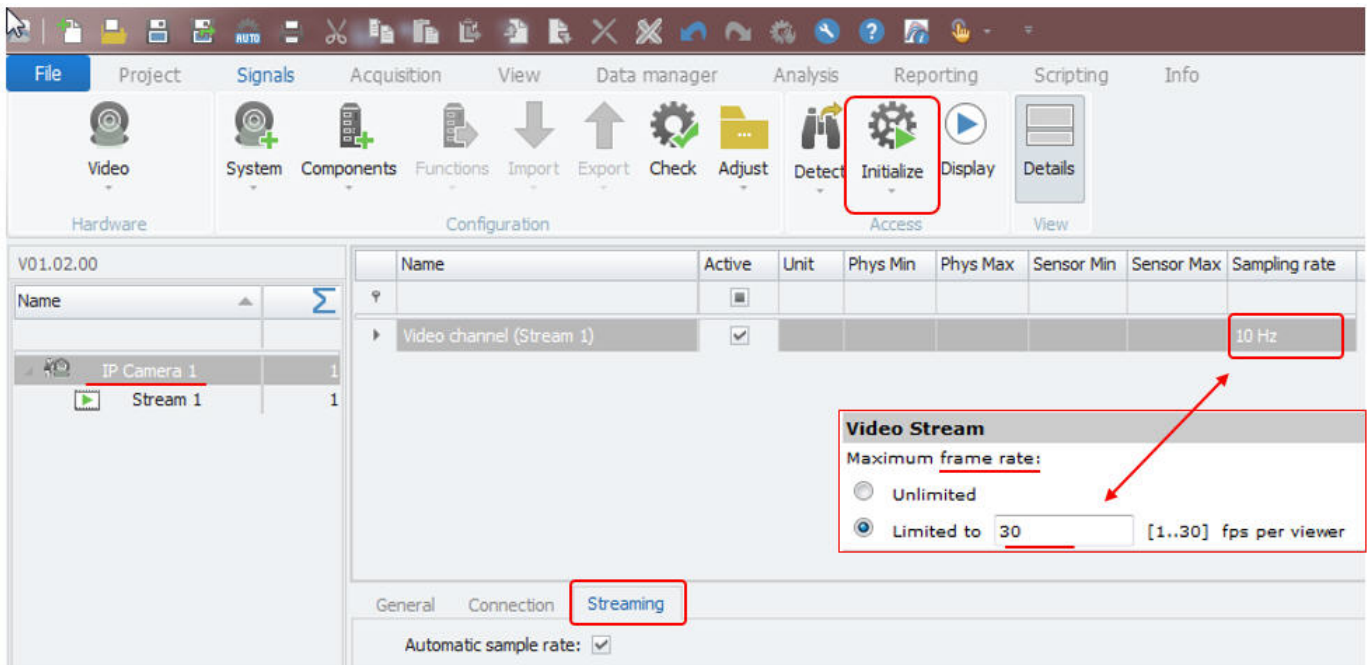 AUTO
File Project Signals Acquisition View Data manager Analysis Reporting Scripting Info
Video System Components Functions Import Export Check Adjust Detect Initialize Display Details
Hardware Configuration Access View
V01.02.00
Name Σ
IP Camera 1 1
Stream 1 1
Name Active Unit Phys Min Phys Max Sensor Min Sensor Max Sampling rate
Video channel (Stream 1) 10 Hz
Video Stream
Maximum frame rate:
Unlimited
Limited to 30 [1..30] fps per viewer
General Connection Streaming
Automatic sample rate: